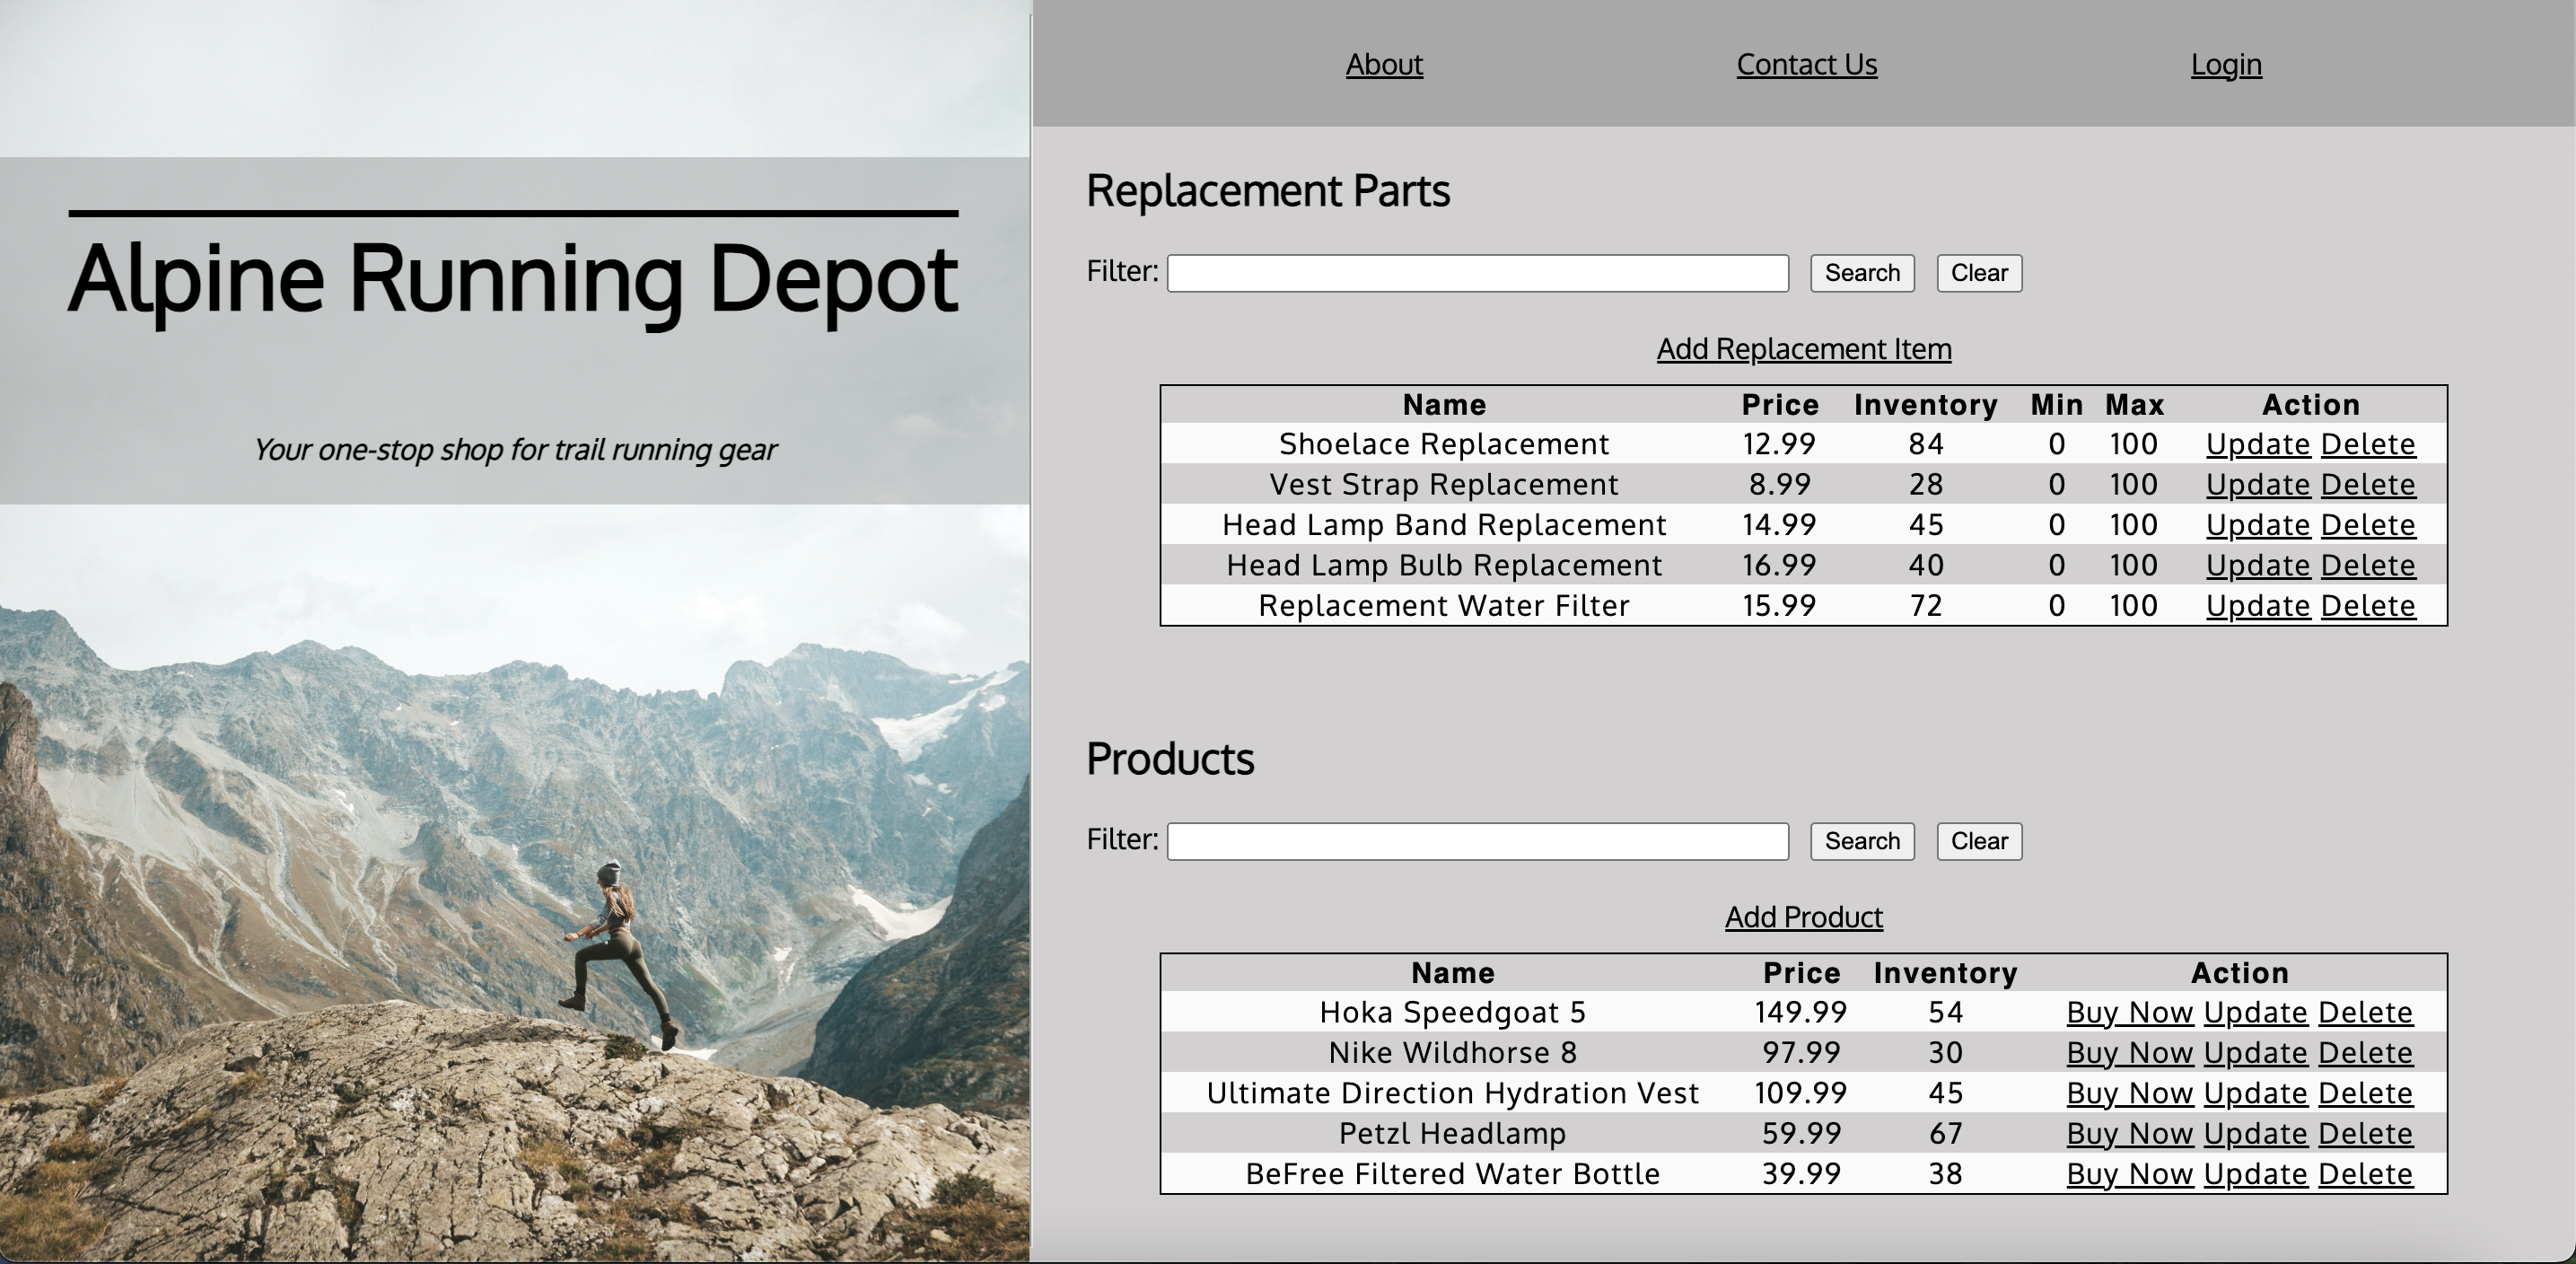 Alpine Running Depot
Your one-stop shop for trail running gear
About Contact Us Login
Replacement Parts
Filter: Search Clear
Add Replacement Item
Name Price Inventory Min Max Action
Shoelace Replacement 12.99 84 0 100 Update Delete
Vest Strap Replacement 8.99 28 0 100 Update Delete
Head Lamp Band Replacement 14.99 45 0 100 Update Delete
Head Lamp Bulb Replacement 16.99 40 0 100 Update Delete
Replacement Water Filter 15.99 72 0 100 Update Delete
Products
Filter: Search Clear
Add Product
Name Price Inventory Action
Hoka Speedgoat 5 149.99 54 Buy Now Update Delete
Nike Wildhorse 8 97.99 30 Buy Now Update Delete
Ultimate Direction Hydration Vest 109.99 45 Buy Now Update Delete
Petzl Headlamp 59.99 67 Buy Now Update Delete
BeFree Filtered Water Bottle 39.99 38 Buy Now Update Delete